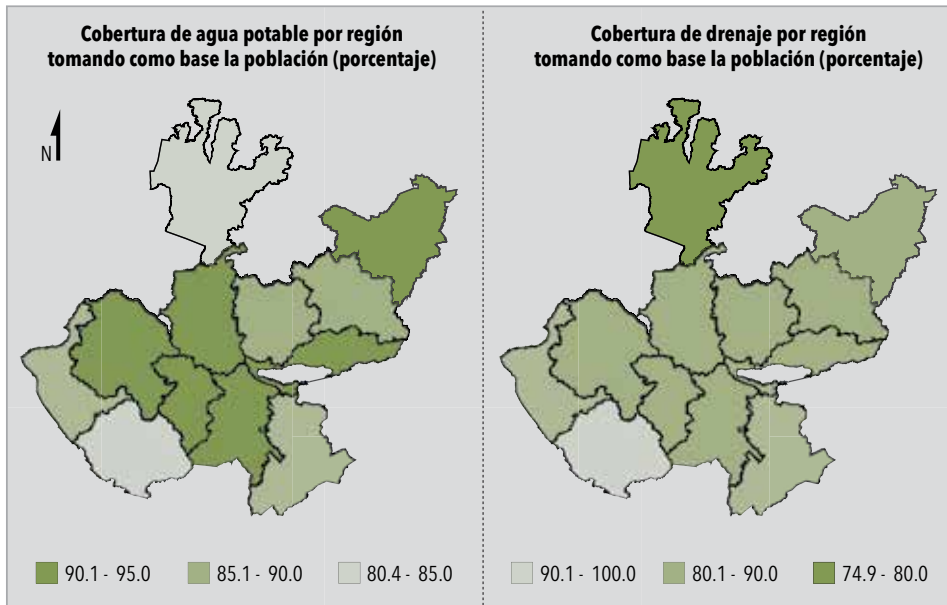 Cobertura de agua potable por región
tomando como base la población (porcentaje)
N
90.1 - 95.0
85.1 - 90.0
80.4 - 85.0
Cobertura de drenaje por región
tomando como base la población (porcentaje)
90.1 - 100.0
80.1 - 90.0
74.9 - 80.0